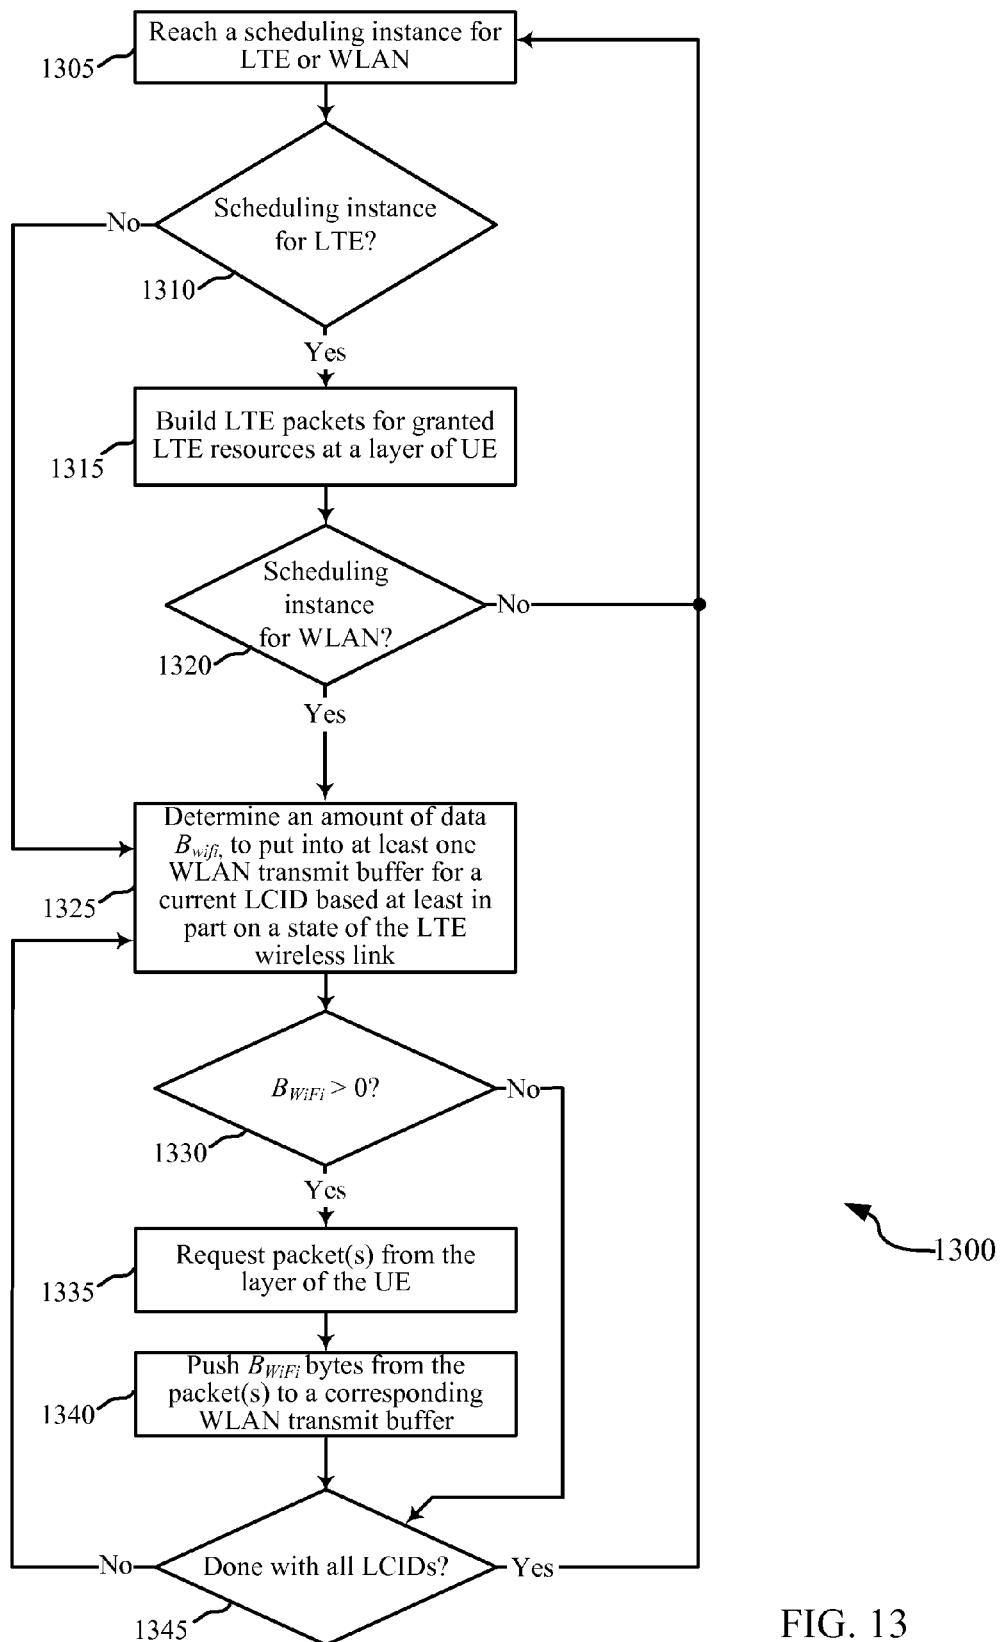 Reach a scheduling instance for
LTE or WLAN
1305
No
Scheduling instance
for LTE?
1310
Yes
Build LTE packets for granted
LTE resources at a layer of UE
1315
Scheduling
instance
for WLAN?
No
1320
Yes
Determine an amount of data
Bwifi, to put into at least one
WLAN transmit buffer for a
current LCID based at least in
part on a state of the LTE
wireless link
1325
BWiFi > 0?
No
1330
Yes
Request packet(s) from the
layer of the UE
1335
1300
Push BWiFi bytes from the
packet(s) to a corresponding
WLAN transmit buffer
1340
No
Done with all LCIDs?
Yes
1345
FIG. 13